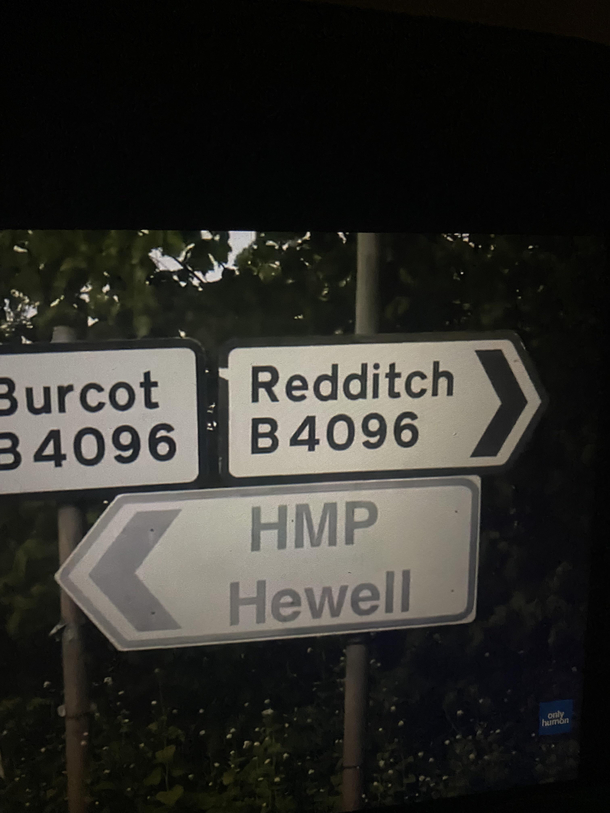 Burcot
B4096
Redditch
B4096
HMP
Hewell
only
human